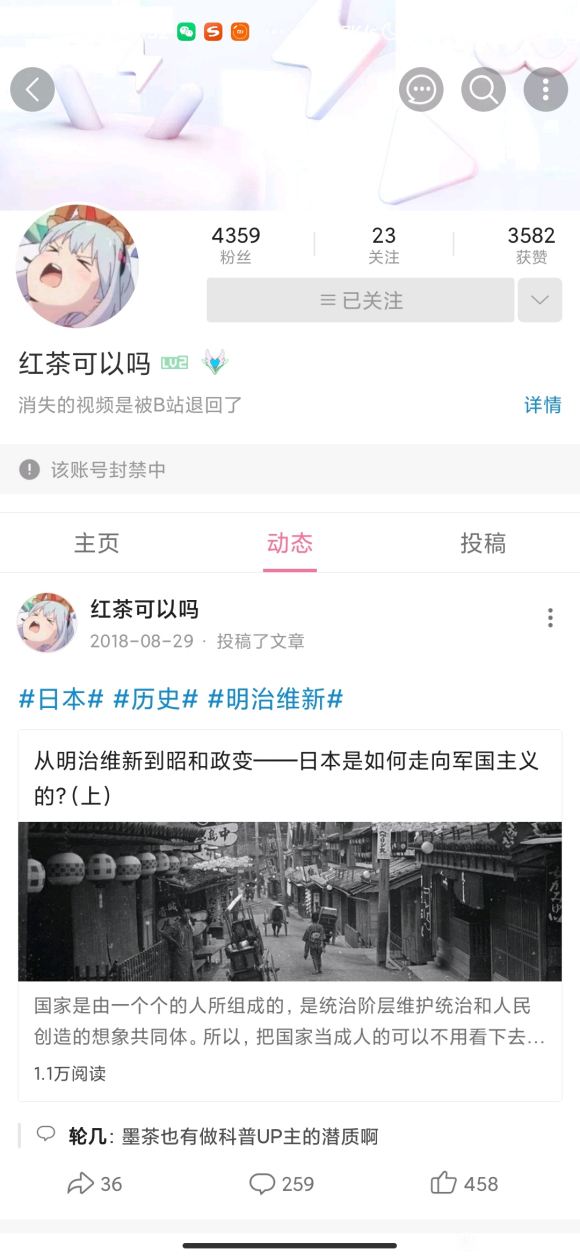 4359
23
3582
粉丝
关注
获赞
已关注
红茶可以吗
LV2
消失的视频是被B站退回了
详情
该账号封禁中
主页
动态
投稿
红茶可以吗
2018-08-29 · 投稿了文章
#日本# #历史# #明治维新#
从明治维新到昭和政变——日本是如何走向军国主义
的?(上)
国家是由一个个的人所组成的,是统治阶层维护统治和人民
创造的想象共同体。所以,把国家当成人的可以不用看下去…
1.1万阅读
轮几: 墨茶也有做科普UP主的潜质啊
36
259
458